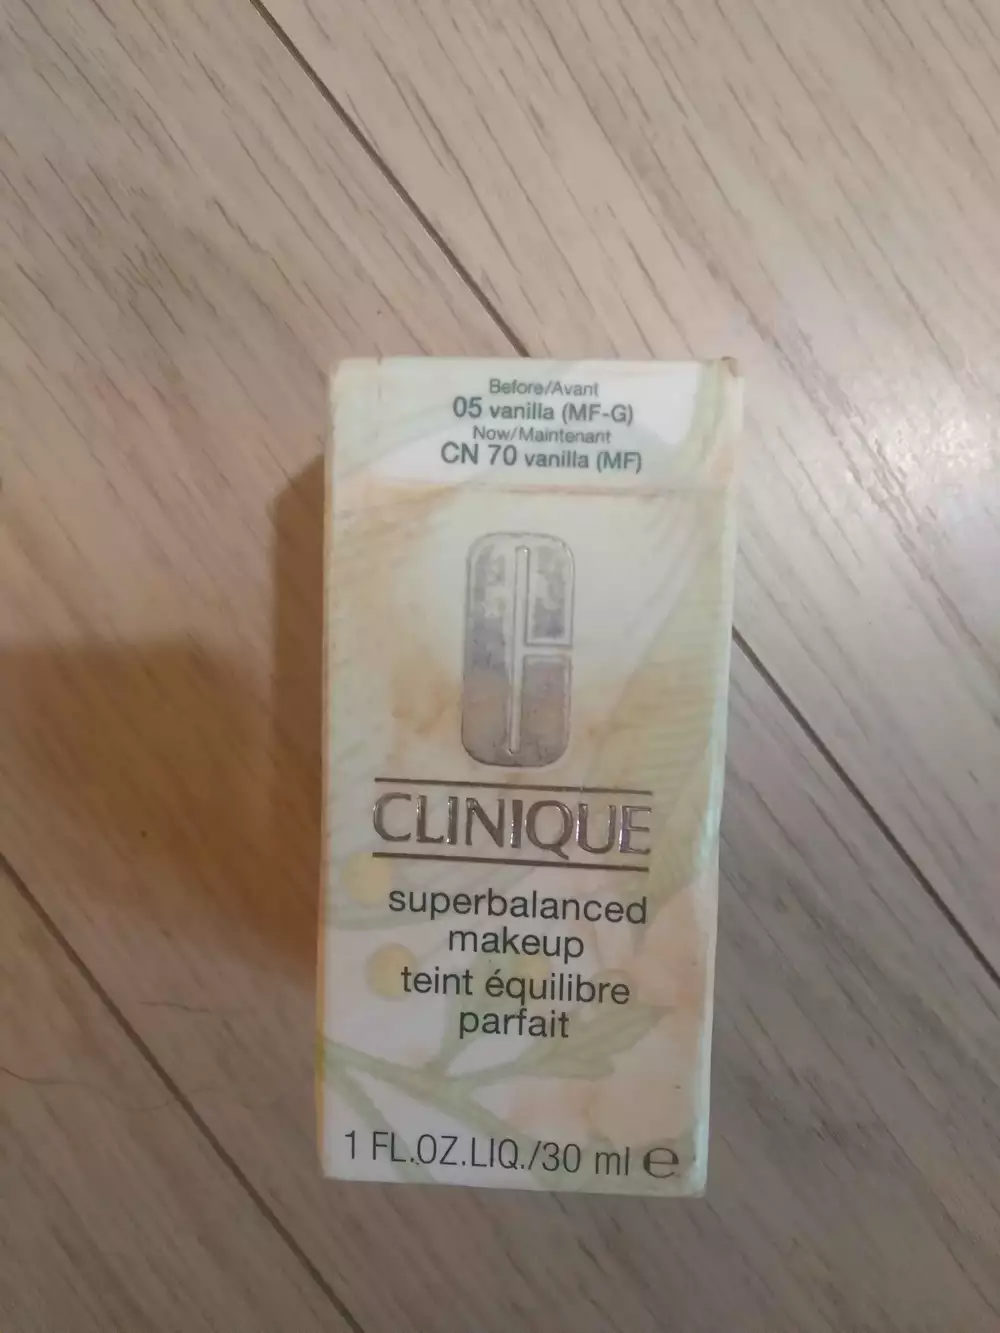 Before/Avant
05 vanilla (MF-G)
Now/Maintenant
CN 70 vanilla (MF)
CLINIQUE
superbalanced
makeup
teint équilibre
parfait
1 FL.OZ.LIQ./30 ml ℮